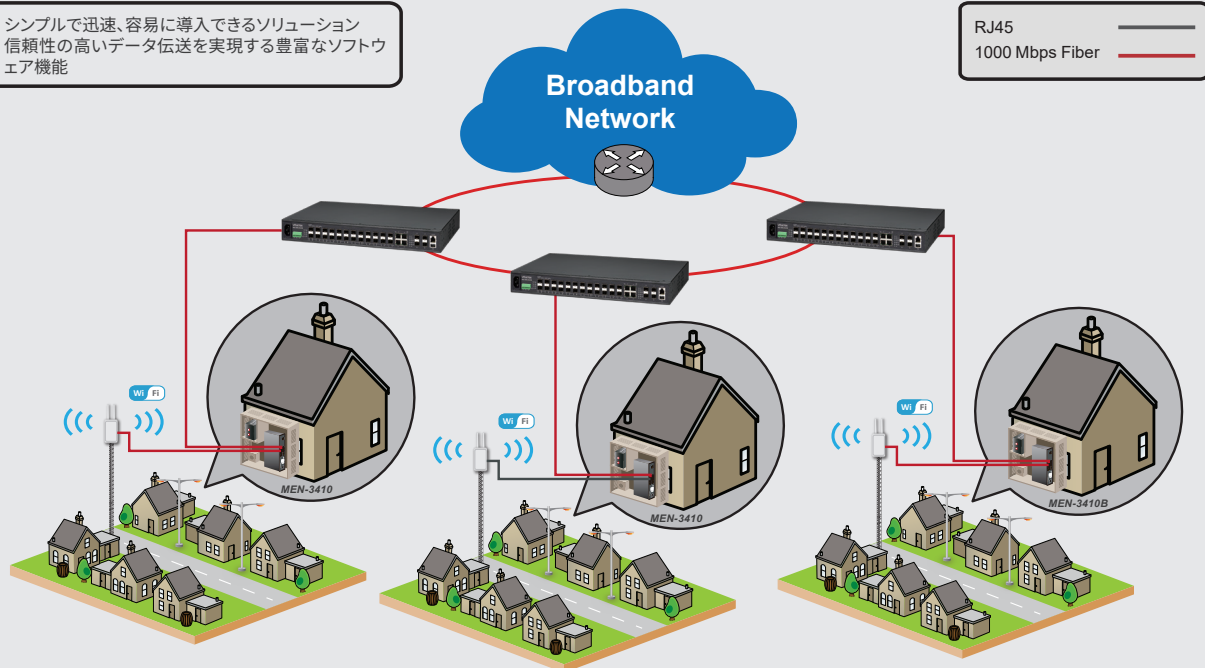 シンプルで迅速、容易に導入できるソリューション
信頼性の高いデータ伝送を実現する豊富なソフトウ
ェア機能
RJ45
1000 Mbps Fiber
Broadband
Network
Wi Fi
MEN-3410
Wi Fi
MEN-3410
Wi Fi
MEN-3410B